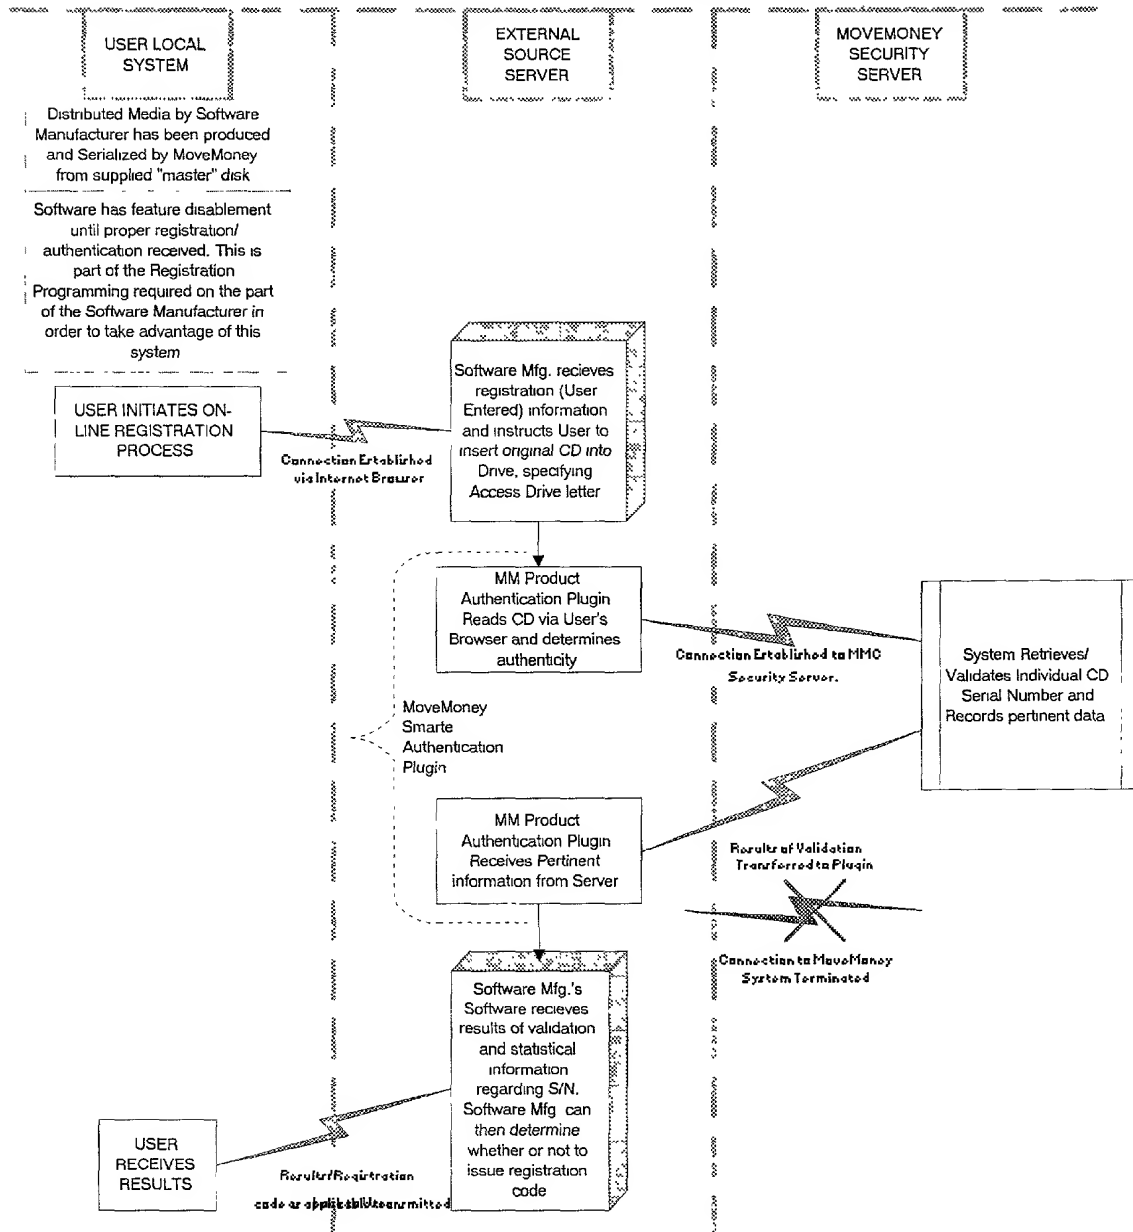 USER LOCAL
SYSTEM
EXTERNAL
SOURCE
SERVER
MOVEMONEY
SECURITY
SERVER
Distributed Media by Software
Manufacturer has been produced
and Serialized by MoveMoney
from supplied "master" disk
Software has feature disablement
until proper registration/
authentication received. This is
part of the Registration
Programming required on the part
of the Software Manufacturer in
order to take advantage of this
system
USER INITIATES ON-
LINE REGISTRATION
PROCESS
Connection Established
via Internet Browser
Software Mfg. recieves
registration (User
Entered) information
and instructs User to
insert original CD into
Drive, specifying
Access Drive letter
MM Product
Authentication Plugin
Reads CD via User's
Browser and determines
authenticity
Connection Established to MMC
Security Server.
System Retrieves/
Validates Individual CD
Serial Number and
Records pertinent data
MoveMoney
Smarte
Authentication
Plugin
MM Product
Authentication Plugin
Receives Pertinent
information from Server
Results of Validation
Transferred to Plugin
Connection to MoveMoney
System Terminated
Software Mfg.'s
Software recieves
results of validation
and statistical
information
regarding S/N.
Software Mfg can
then determine
whether or not to
issue registration
code
USER
RECEIVES
RESULTS
Results/Registration
code as applicable transmitted